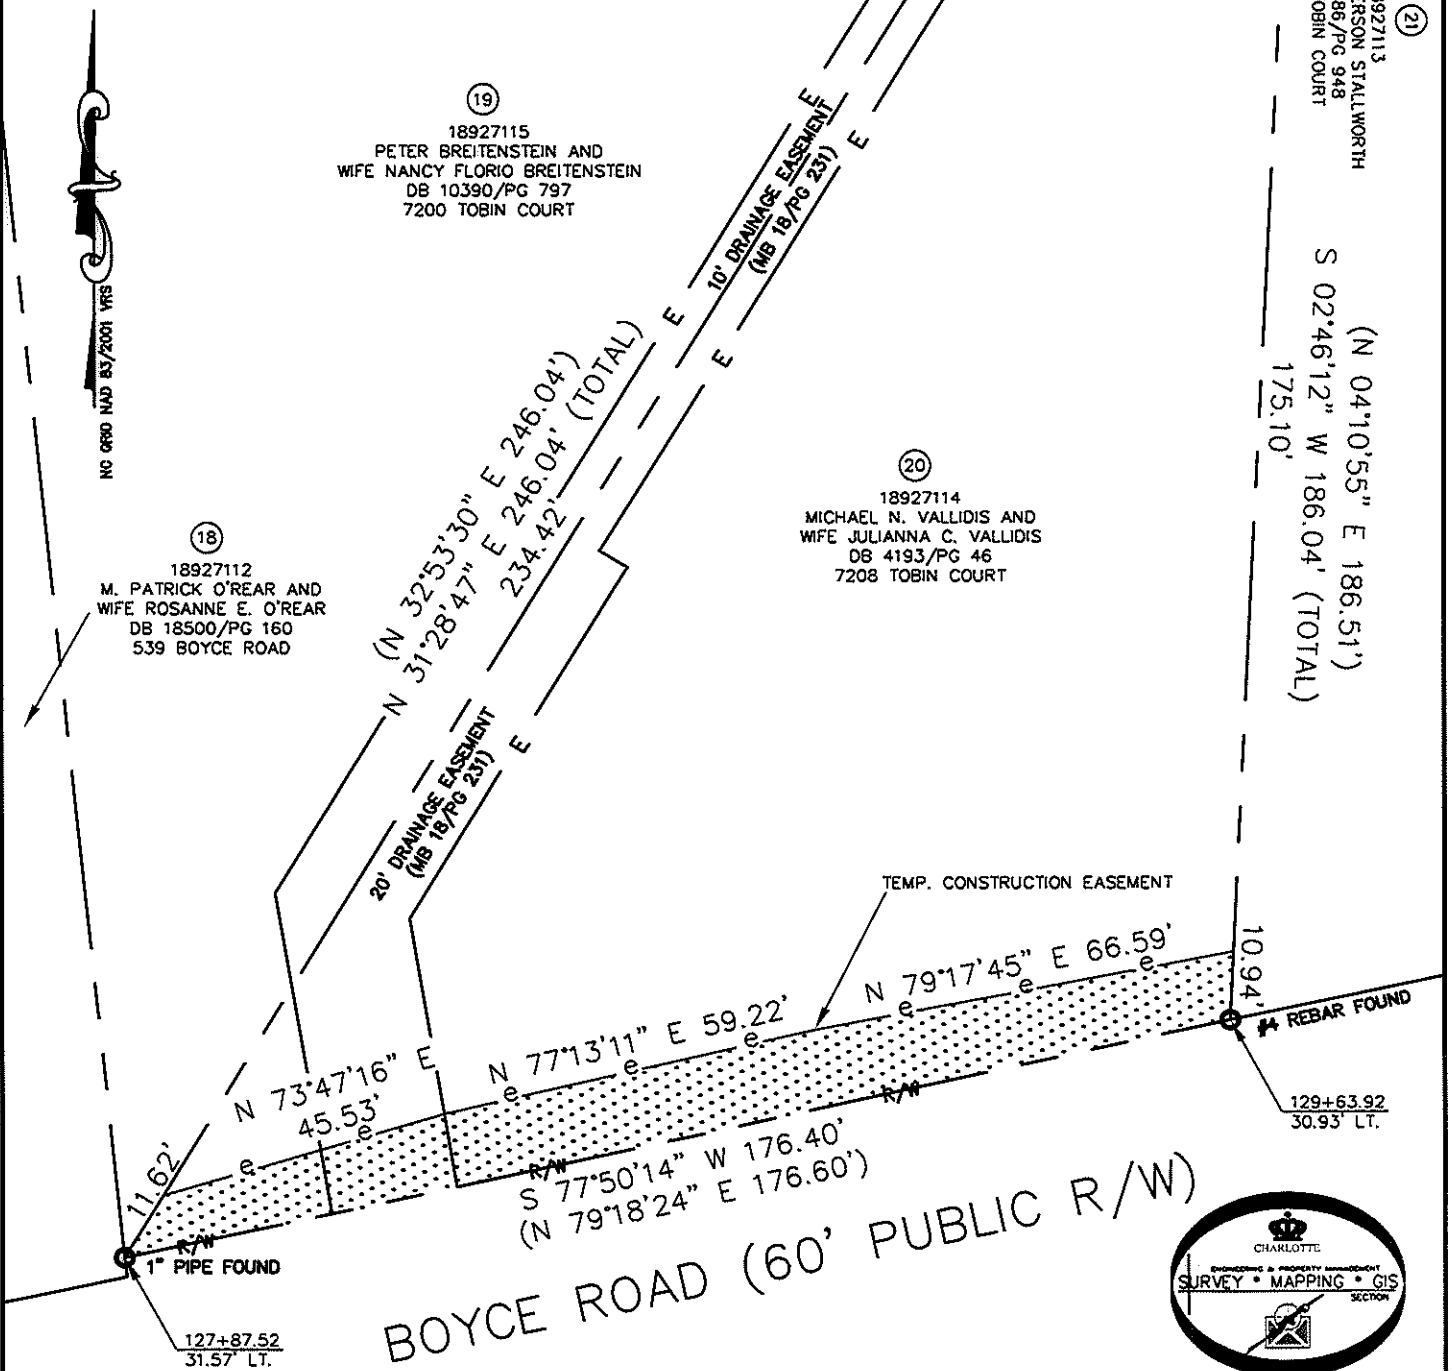 21
ERSON STALLWORTH
OBIN COURT
19
18927115
PETER BREITENSTEIN AND
WIFE NANCY FLORIO BREITENSTEIN
DB 10390/PG 797
7200 TOBIN COURT
NC GRID NAD 83/2001 VRS
10' DRAINAGE EASEMENT
(MB 18/PG 231)
(N 04°10'55" E 186.51')
S 02°46'12" W 186.04' (TOTAL)
175.10'
(N 32°53'30" E 246.04')
N 31°28'47" E 246.04' (TOTAL)
234.42'
E
E
E
E
E
E
18
18927112
M. PATRICK O'REAR AND
WIFE ROSANNE E. O'REAR
DB 18500/PG 160
539 BOYCE ROAD
20
18927114
MICHAEL N. VALLIDIS AND
WIFE JULIANNA C. VALLIDIS
DB 4193/PG 46
7208 TOBIN COURT
20' DRAINAGE EASEMENT
(MB 18/PG 231)
TEMP. CONSTRUCTION EASEMENT
10.94'
N 79°17'45" E 66.59'
N 77°13'11" E 59.22'
N 73°47'16" E
45.53'
11.62'
e
e
e
e
e
e
e
e
R/W
R/W
R/W
#4 REBAR FOUND
129+63.92
30.93' LT.
S 77°50'14" W 176.40'
(N 79°18'24" E 176.60')
1" PIPE FOUND
127+87.52
31.57' LT.
BOYCE ROAD (60' PUBLIC R/W)
CHARLOTTE
ENGINEERING & PROPERTY MANAGEMENT
SURVEY * MAPPING * GIS
SECTION